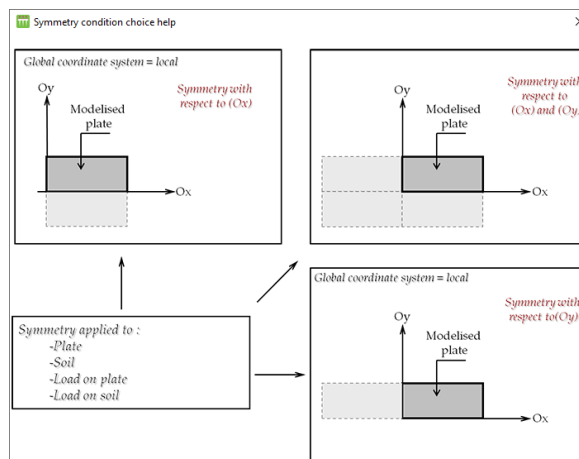 Symmetry condition choice help
Global coordinate system = local
Oy
Symmetry with
respect to (Ox)
Modelised
plate
Ox
Symmetry with
respect to
(Ox) and (Oy)
Oy
Modelised
plate
Ox
Symmetry applied to :
-Plate
-Soil
-Load on plate
-Load on soil
Global coordinate system = local
Symmetry with
respect to(Oy)
Oy
Modelised
plate
Ox